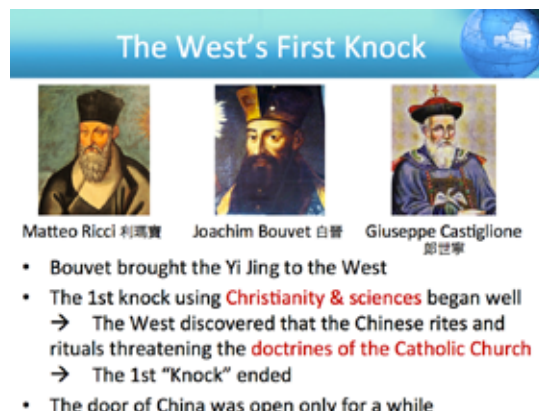 The West's First Knock
Matteo Ricci 利瑪竇
Joachim Bouvet 白晉
Giuseppe Castiglione
郎世寧
• Bouvet brought the Yi Jing to the West
• The 1st knock using Christianity & sciences began well
→ The West discovered that the Chinese rites and
rituals threatening the doctrines of the Catholic Church
→ The 1st “Knock” ended
• The door of China was open only for a while